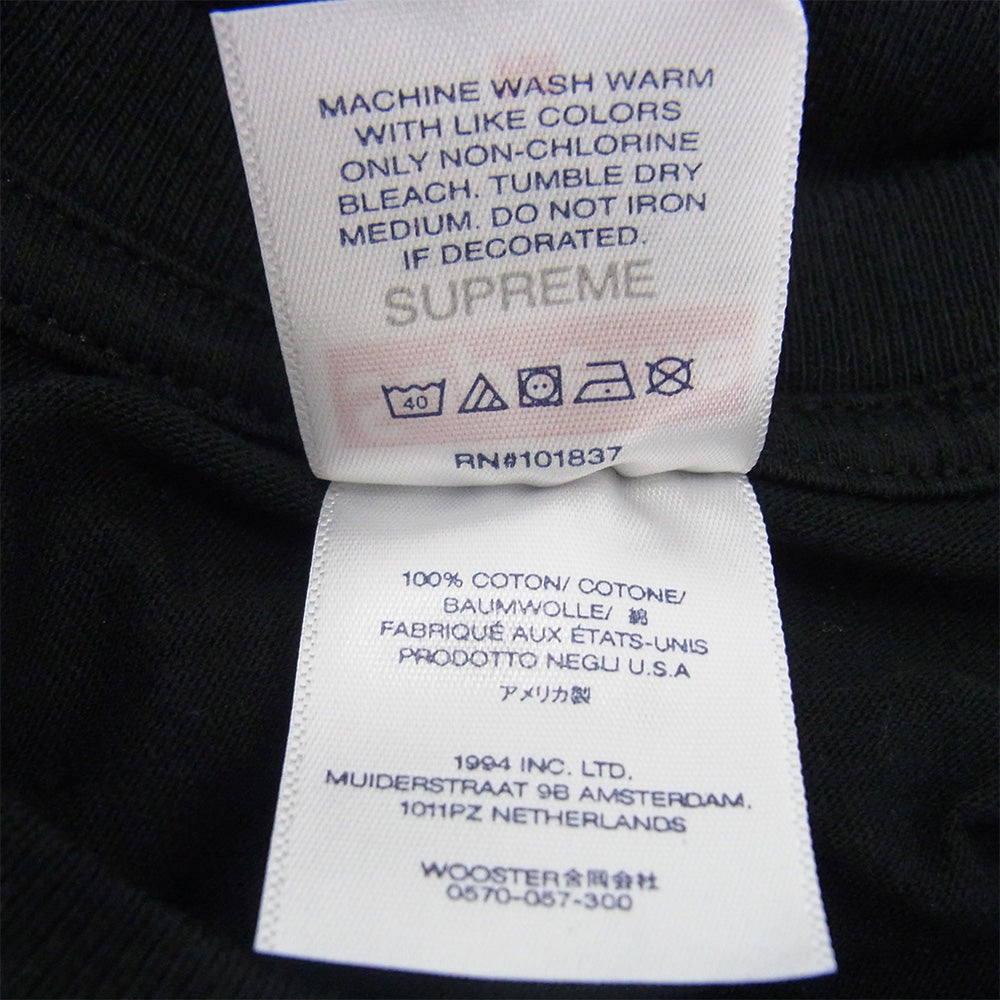 MACHINE WASH WARM
WITH LIKE COLORS
ONLY NON-CHLORINE
BLEACH. TUMBLE DRY
MEDIUM. DO NOT IRON
IF DECORATED.
SUPREME
40
RN#101837
100% COTON/ COTONE/
BAUMWOLLE/ 綿
FABRIQUÉ AUX ÉTATS-UNIS
PRODOTTO NEGLI U.S.A
アメリカ製
1994 INC. LTD.
MUIDERSTRAAT 9B AMSTERDAM.
1011PZ NETHERLANDS
WOOSTER合同会社
0570-057-300